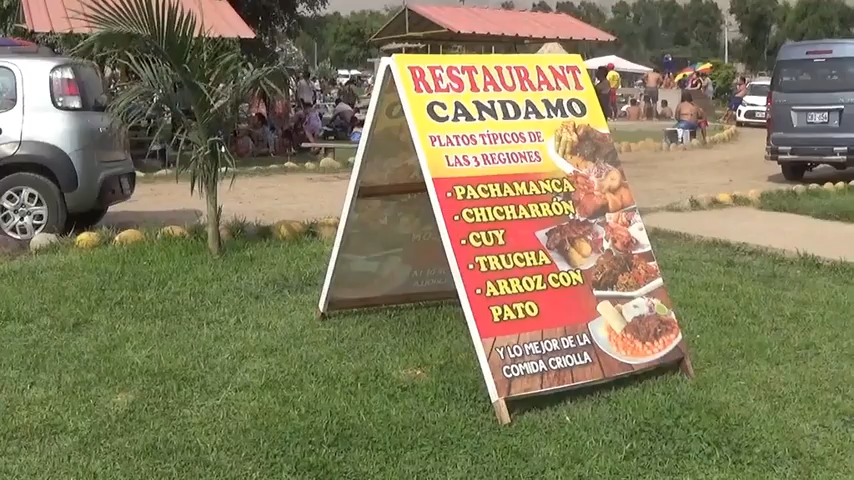 RESTAURANT
CANDAMO
PLATOS TÍPICOS DE
LAS 3 REGIONES
- PACHAMANCA
- CHICHARRÓN
- CUY
- TRUCHA
- ARROZ CON
PATO
Y LO MEJOR DE LA
COMIDA CRIOLLA